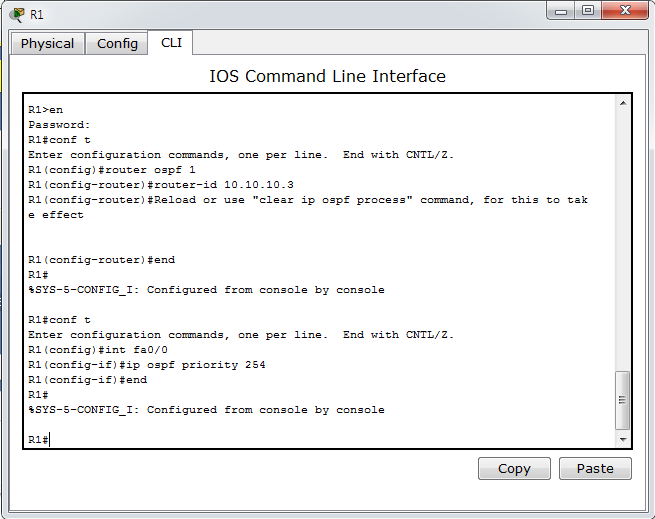 R1
Physical Config CLI
IOS Command Line Interface
R1>en
Password:
R1#conf t
Enter configuration commands, one per line.  End with CNTL/Z.
R1(config)#router ospf 1
R1(config-router)#router-id 10.10.10.3
R1(config-router)#Reload or use "clear ip ospf process" command, for this to tak
e effect
R1(config-router)#end
R1#
%SYS-5-CONFIG_I: Configured from console by console
R1#conf t
Enter configuration commands, one per line.  End with CNTL/Z.
R1(config)#int fa0/0
R1(config-if)#ip ospf priority 254
R1(config-if)#end
R1#
%SYS-5-CONFIG_I: Configured from console by console
R1#
Copy Paste